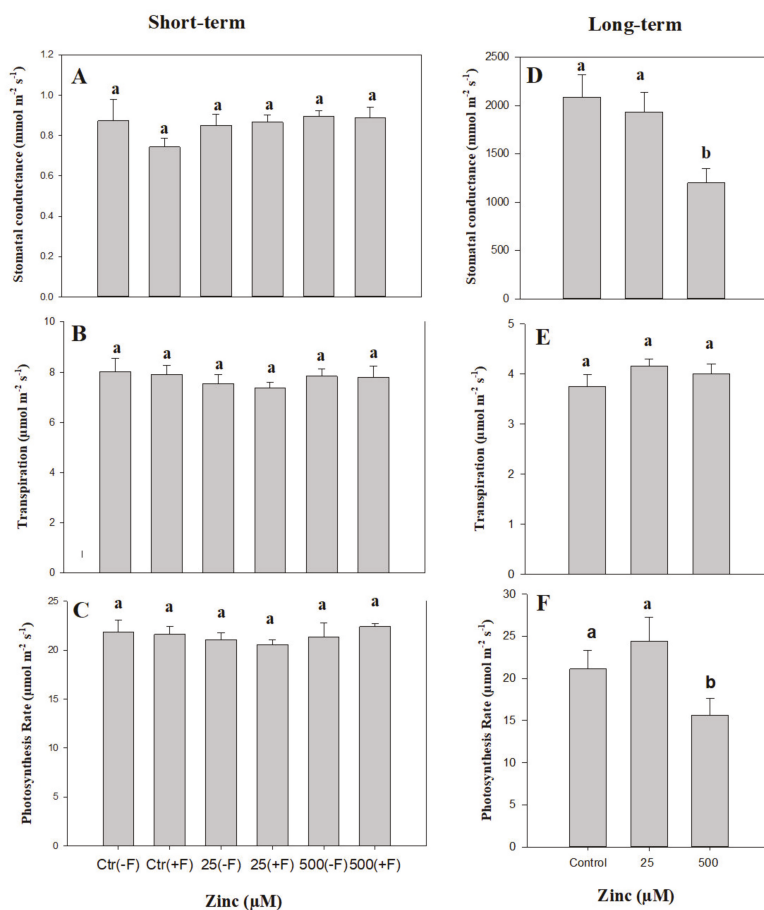 Short-term
Long-term
A
Stomatal conductance (mmol m⁻² s⁻¹)
1.2
1.0
0.8
0.6
0.4
0.2
0.0
a a a a a a
D
Stomatal conductance (mmol m⁻² s⁻¹)
2500
2000
1500
1000
500
0
a a b
B
Transpiration (µmol m⁻² s⁻¹)
10
8
6
4
2
0
a a a a a a
E
Transpiration (µmol m⁻² s⁻¹)
5
4
3
2
1
0
a a a
C
Photosynthesis Rate (µmol m⁻² s⁻¹)
25
20
15
10
5
0
a a a a a a
Ctr(-F) Ctr(+F) 25(-F) 25(+F) 500(-F) 500(+F)
Zinc (µM)
F
Photosynthesis Rate (µmol m⁻² s⁻¹)
30
25
20
15
10
5
0
a a b
Control 25 500
Zinc (µM)